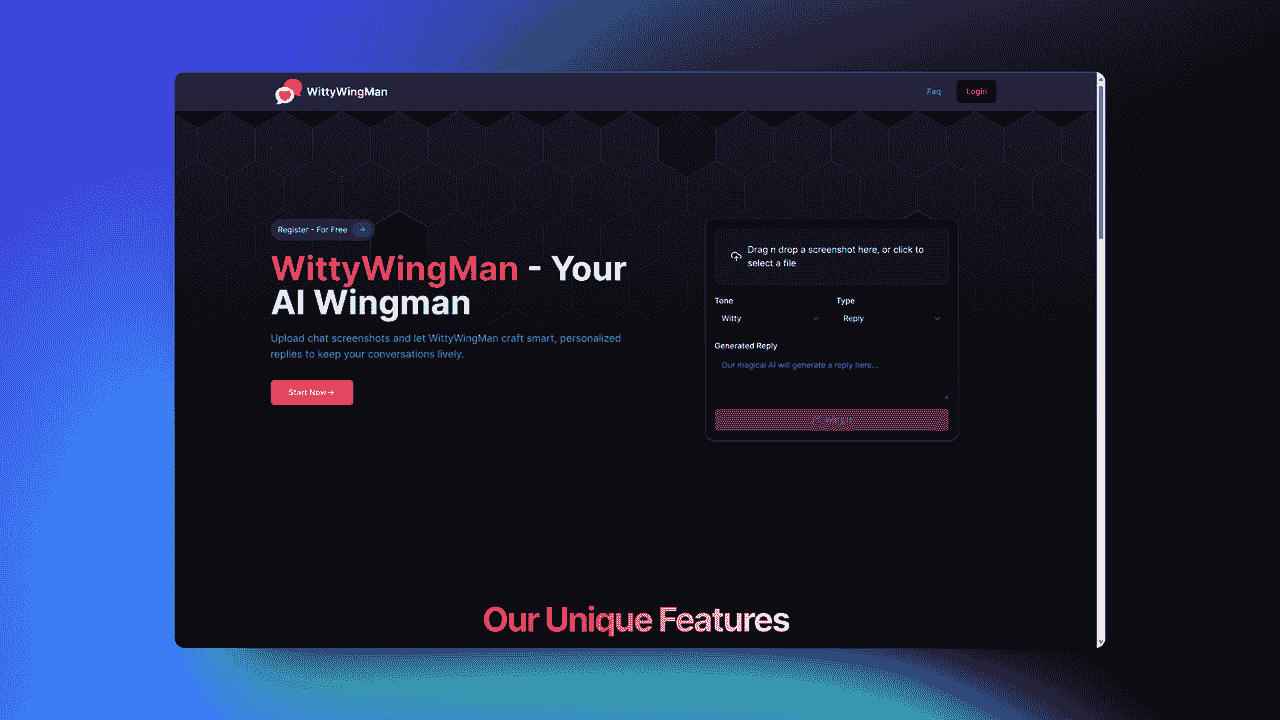 WittyWingMan
Faq
Login
Register - For Free
WittyWingMan - Your
AI Wingman
Upload chat screenshots and let WittyWingMan craft smart, personalized
replies to keep your conversations lively.
Start Now
Drag n drop a screenshot here, or click to
select a file
Tone
Type
Witty
Reply
Generated Reply
Our magical AI will generate a reply here...
Our Unique Features